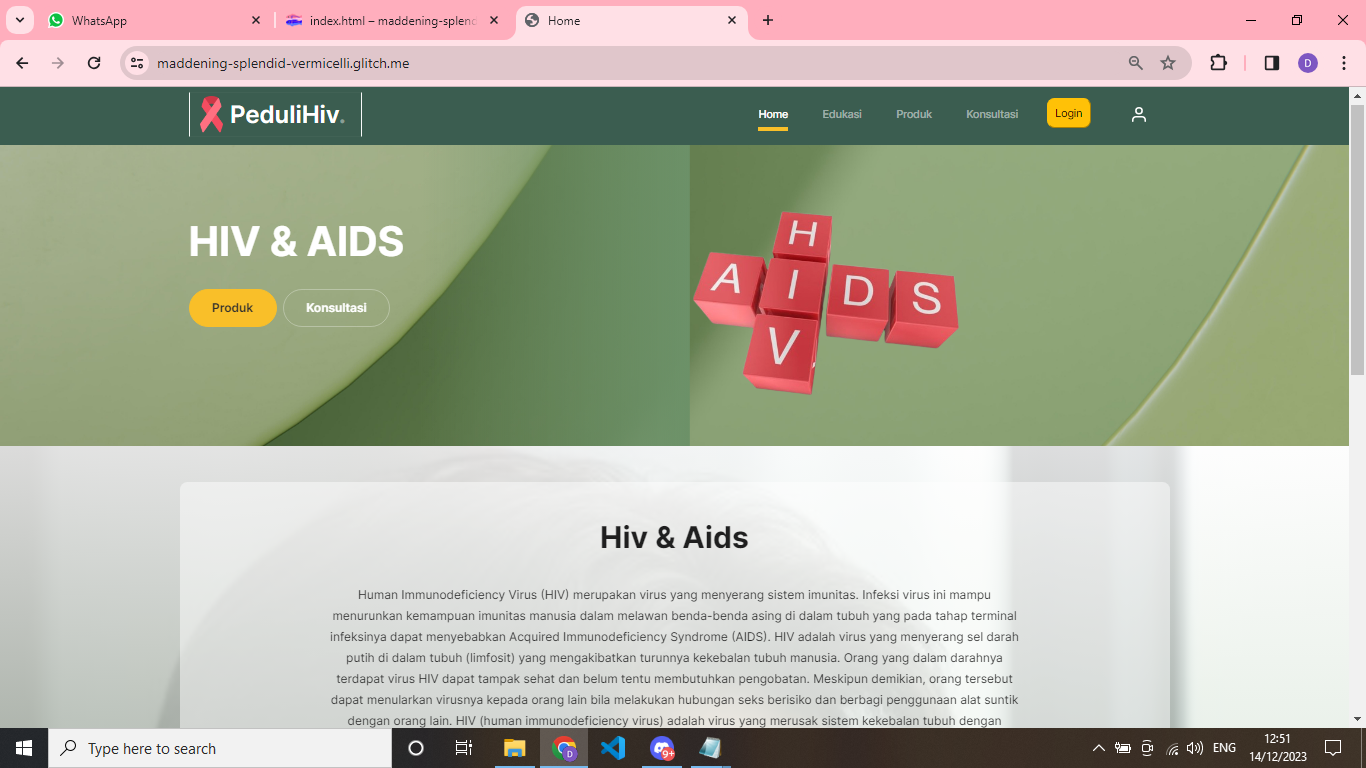 WhatsApp
index.html – maddening-splend
Home
maddening-splendid-vermicelli.glitch.me
D
PeduliHiv.
Home
Edukasi
Produk
Konsultasi
Login
HIV & AIDS
Produk
Konsultasi
H
A I D S
V
Hiv & Aids
Human Immunodeficiency Virus (HIV) merupakan virus yang menyerang sistem imunitas. Infeksi virus ini mampu
menurunkan kemampuan imunitas manusia dalam melawan benda-benda asing di dalam tubuh yang pada tahap terminal
infeksinya dapat menyebabkan Acquired Immunodeficiency Syndrome (AIDS). HIV adalah virus yang menyerang sel darah
putih di dalam tubuh (limfosit) yang mengakibatkan turunnya kekebalan tubuh manusia. Orang yang dalam darahnya
terdapat virus HIV dapat tampak sehat dan belum tentu membutuhkan pengobatan. Meskipun demikian, orang tersebut
dapat menularkan virusnya kepada orang lain bila melakukan hubungan seks berisiko dan berbagi penggunaan alat suntik
dengan orang lain. HIV (human immunodeficiency virus) adalah virus yang merusak sistem kekebalan tubuh dengan
Type here to search
D
9+
ENG
12:51
14/12/2023